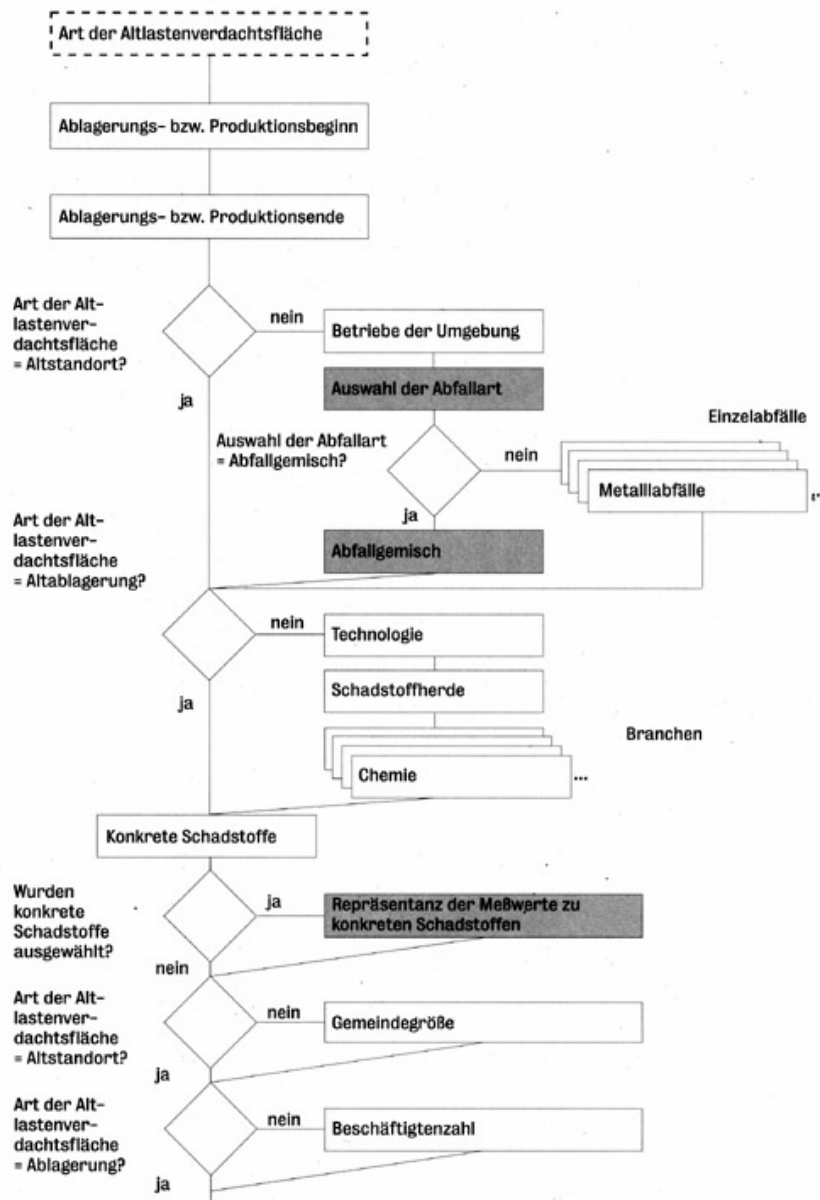 Art der Altlastenverdachtsfläche
Ablagerungs- bzw. Produktionsbeginn
Ablagerungs- bzw. Produktionsende
Art der Alt-
lastenver-
dachtsfläche
= Altstandort?
nein
Betriebe der Umgebung
ja
Auswahl der Abfallart
Auswahl der Abfallart
= Abfallgemisch?
nein
Einzelabfälle
Metalllabfälle
...
ja
Abfallgemisch
Art der Alt-
lastenver-
dachtsfläche
= Altablagerung?
nein
Technologie
ja
Schadstoffherde
Branchen
Chemie
...
Konkrete Schadstoffe
Wurden
konkrete
Schadstoffe
ausgewählt?
ja
Repräsentanz der Meßwerte zu
konkreten Schadstoffen
nein
Art der Alt-
lastenver-
dachtsfläche
= Altstandort?
nein
Gemeindegröße
ja
Art der Alt-
lastenver-
dachtsfläche
= Ablagerung?
nein
Beschäftigtenzahl
ja